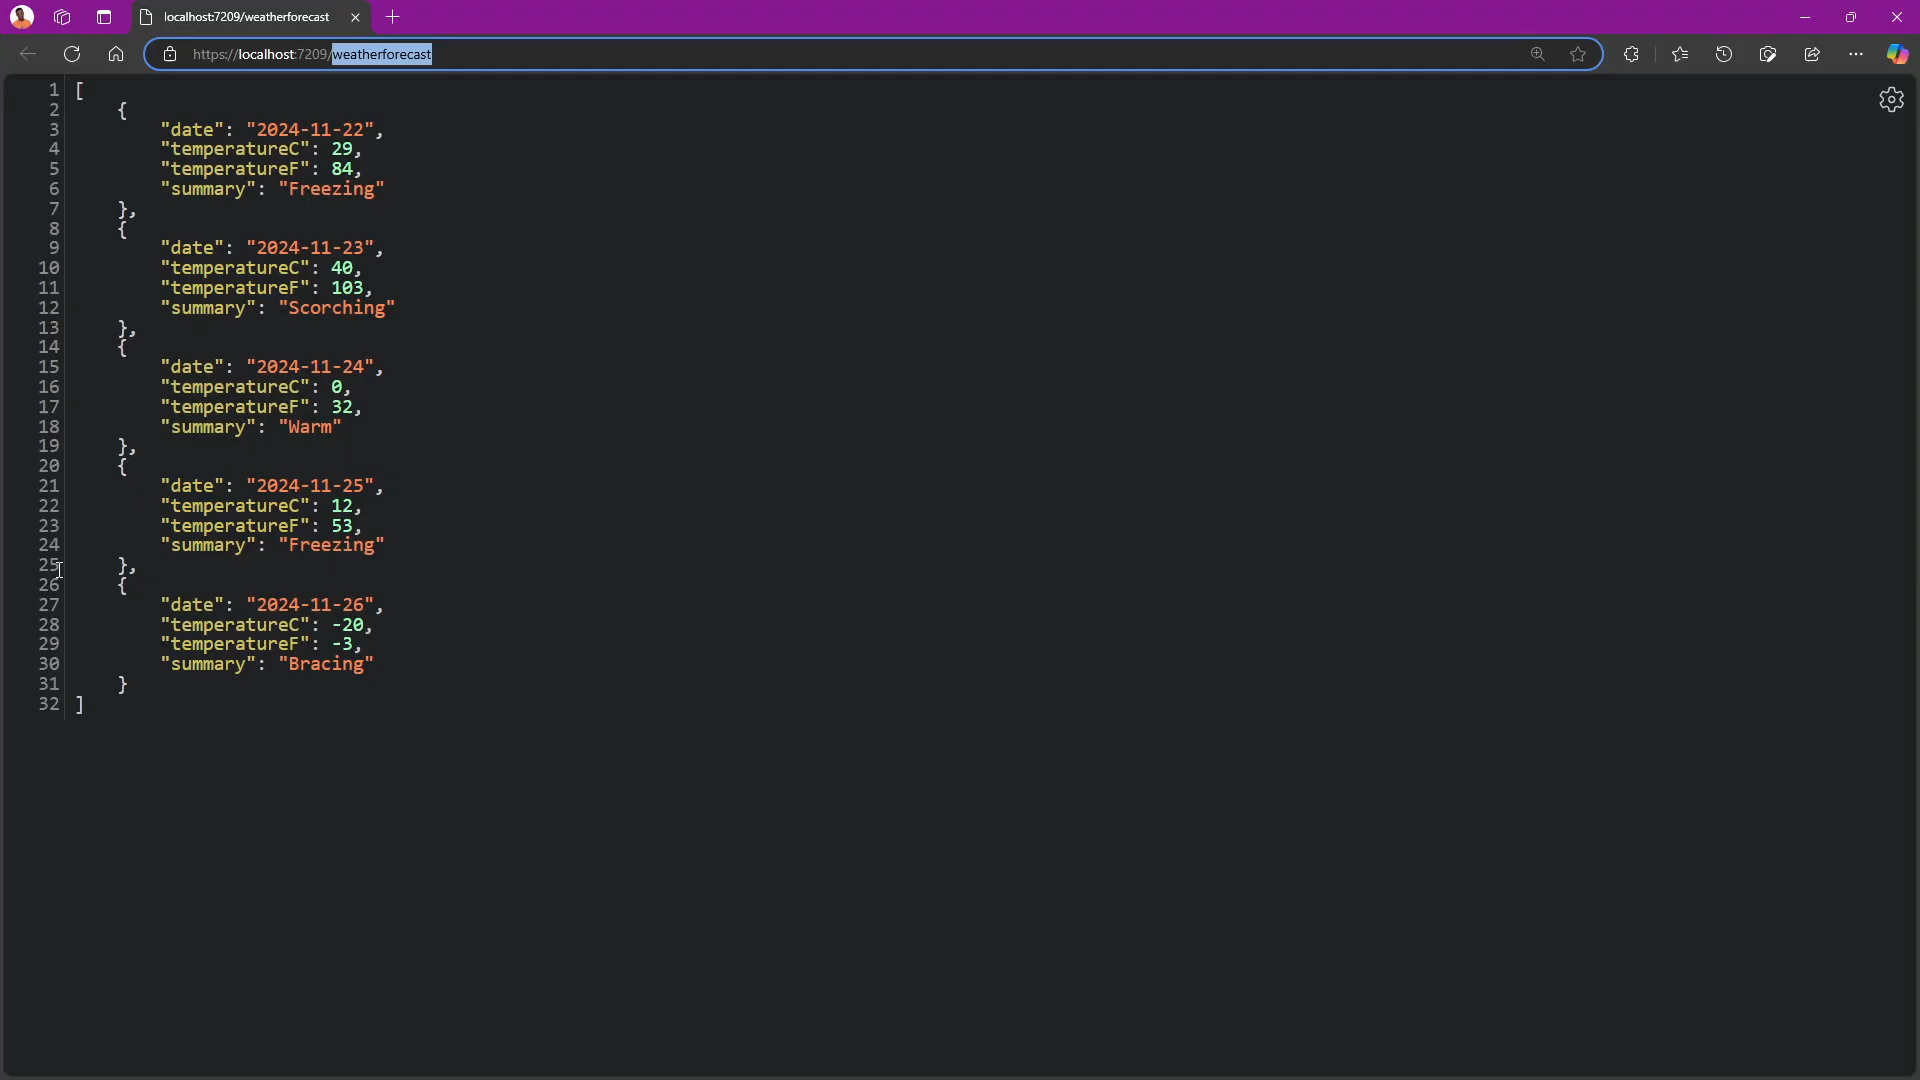 localhost:7209/weatherforecast
https://localhost:7209/weatherforecast
1 [
2 {
3 "date": "2024-11-22",
4 "temperatureC": 29,
5 "temperatureF": 84,
6 "summary": "Freezing"
7 },
8 {
9 "date": "2024-11-23",
10 "temperatureC": 40,
11 "temperatureF": 103,
12 "summary": "Scorching"
13 },
14 {
15 "date": "2024-11-24",
16 "temperatureC": 0,
17 "temperatureF": 32,
18 "summary": "Warm"
19 },
20 {
21 "date": "2024-11-25",
22 "temperatureC": 12,
23 "temperatureF": 53,
24 "summary": "Freezing"
25 },
26 {
27 "date": "2024-11-26",
28 "temperatureC": -20,
29 "temperatureF": -3,
30 "summary": "Bracing"
31 }
32 ]